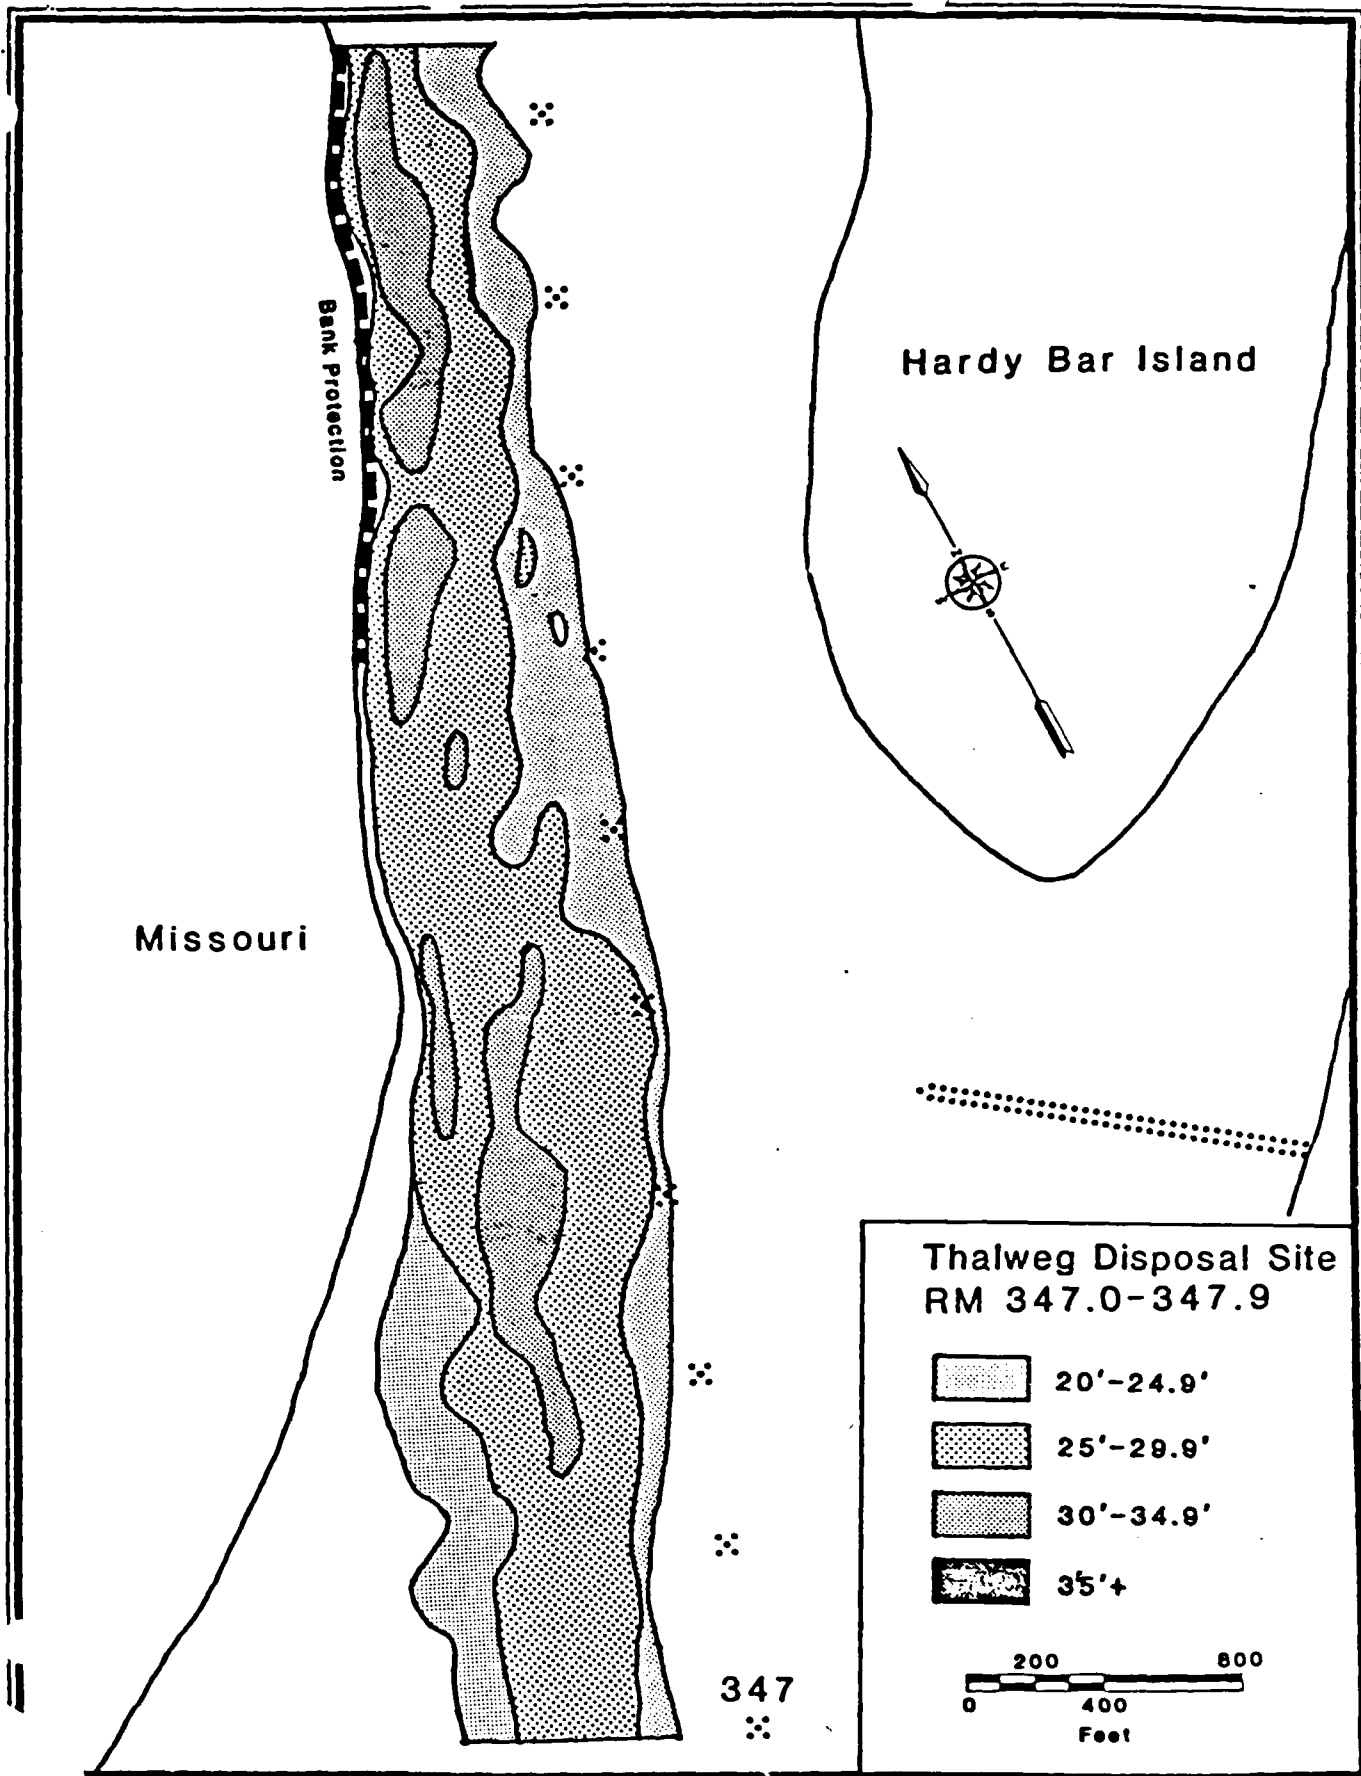 Bank Protection
Hardy Bar Island
Missouri
347
Thalweg Disposal Site
RM 347.0-347.9
20'-24.9'
25'-29.9'
30'-34.9'
35'+
200 800
0 400
Feet